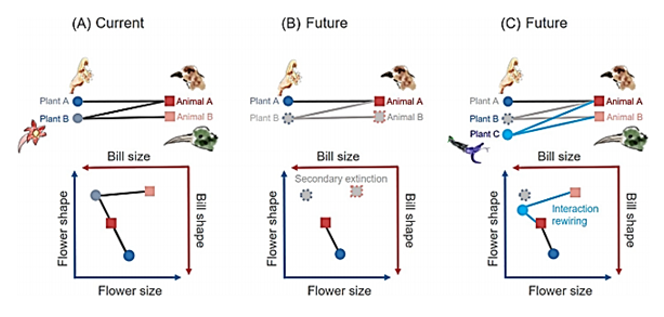 (A) Current
(B) Future
(C) Future
Plant A
Animal A
Plant B
Animal B
Bill size
Flower shape
Bill shape
Flower size
Plant A
Animal A
Plant B
Animal B
Bill size
Secondary extinction
Flower shape
Bill shape
Flower size
Plant A
Animal A
Plant B
Animal B
Plant C
Bill size
Flower shape
Interaction
rewiring
Bill shape
Flower size